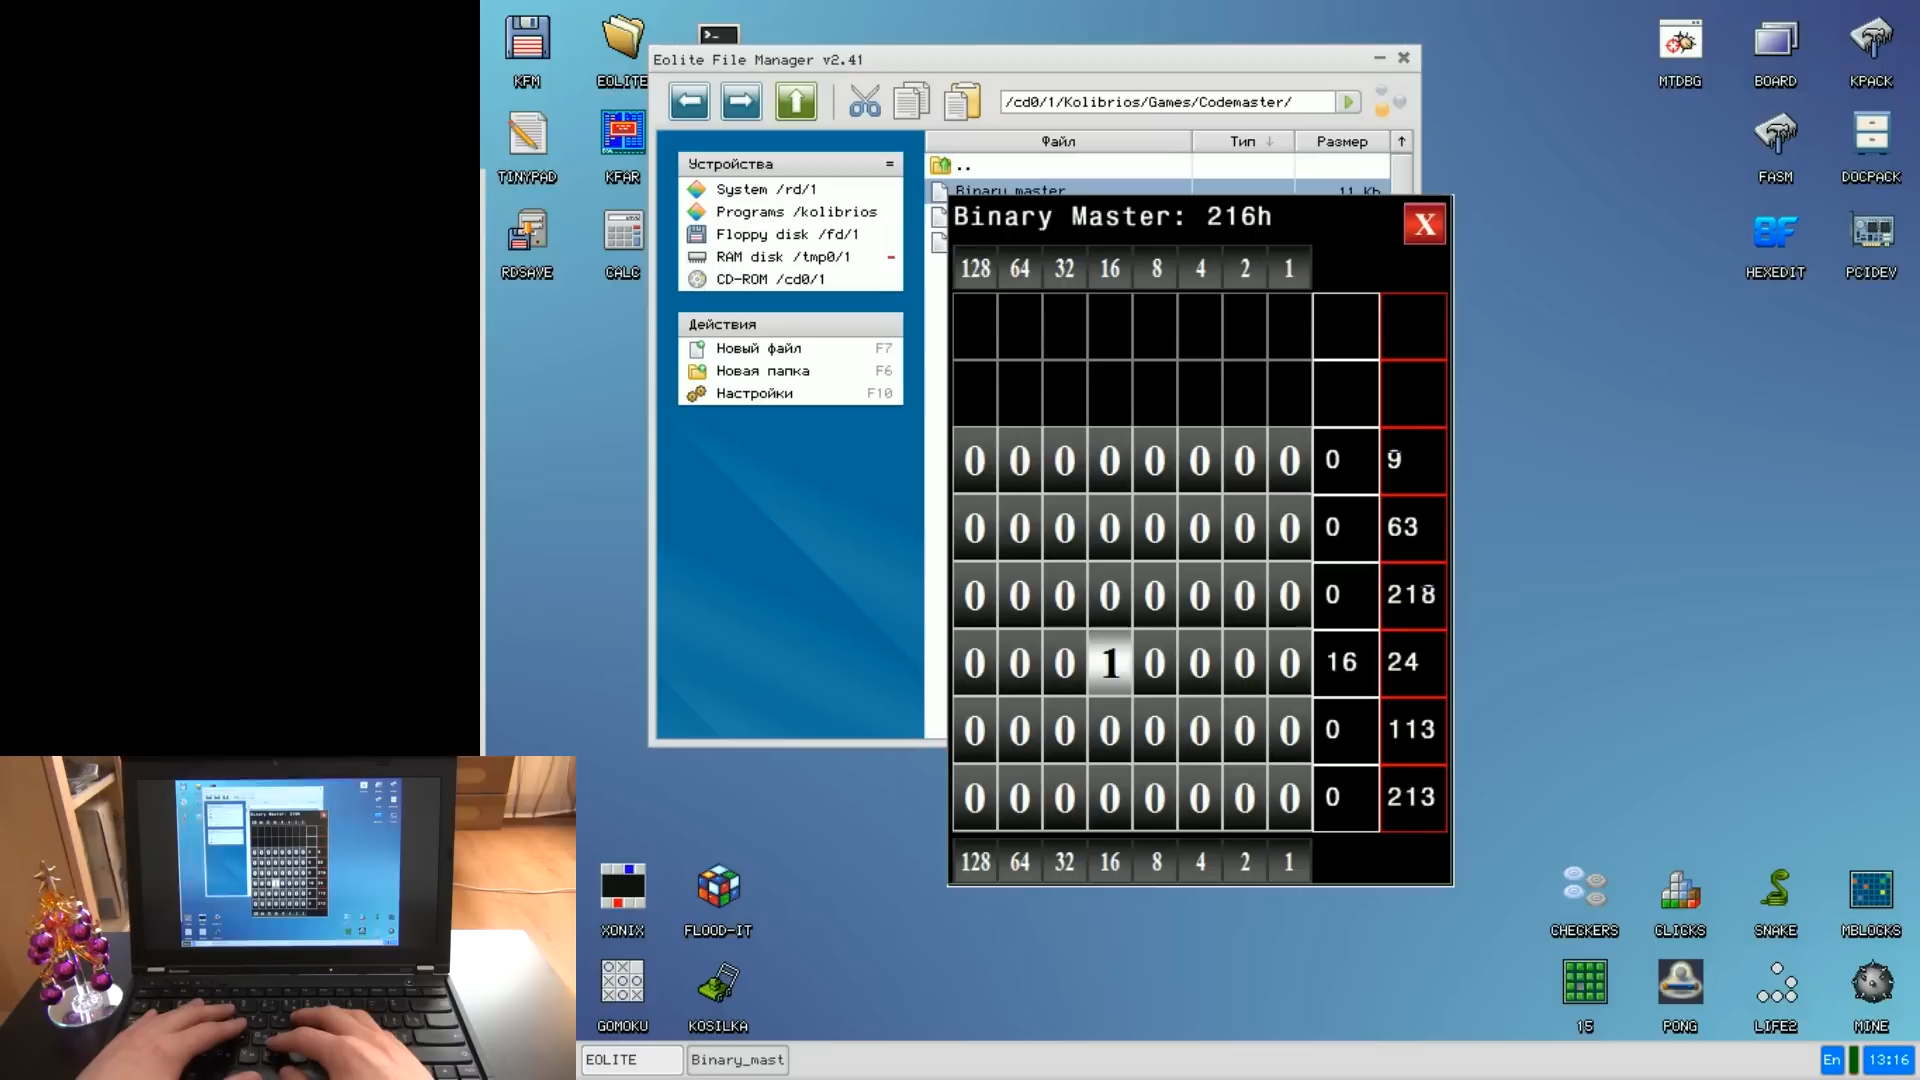 KFM
EOLITE
MTDBG
BOARD
KPACK
TINYPAD
KFAR
FASM
DOCPACK
RDSAVE
CALC
HEXEDIT
PCIDEV
Eolite File Manager v2.41
/cd0/1/Kolibrios/Games/Codemaster/
Файл Тип Размер
..
Binary_master 11 Kb
Устройства
System /rd/1
Programs /kolibrios
Floppy disk /fd/1
RAM disk /tmp0/1
CD-ROM /cd0/1
Действия
Новый файл F7
Новая папка F6
Настройки F10
Binary Master: 216h
X
128 64 32 16 8 4 2 1
0 0 0 0 0 0 0 0 0 9
0 0 0 0 0 0 0 0 0 63
0 0 0 0 0 0 0 0 0 218
0 0 0 1 0 0 0 0 16 24
0 0 0 0 0 0 0 0 0 113
0 0 0 0 0 0 0 0 0 213
128 64 32 16 8 4 2 1
XONIX
FLOOD-IT
CHECKERS
CLICKS
SNAKE
MBLOCKS
GOMOKU
KOSILKA
15
PONG
LIFE2
MINE
EOLITE
Binary_mast
En
13:16